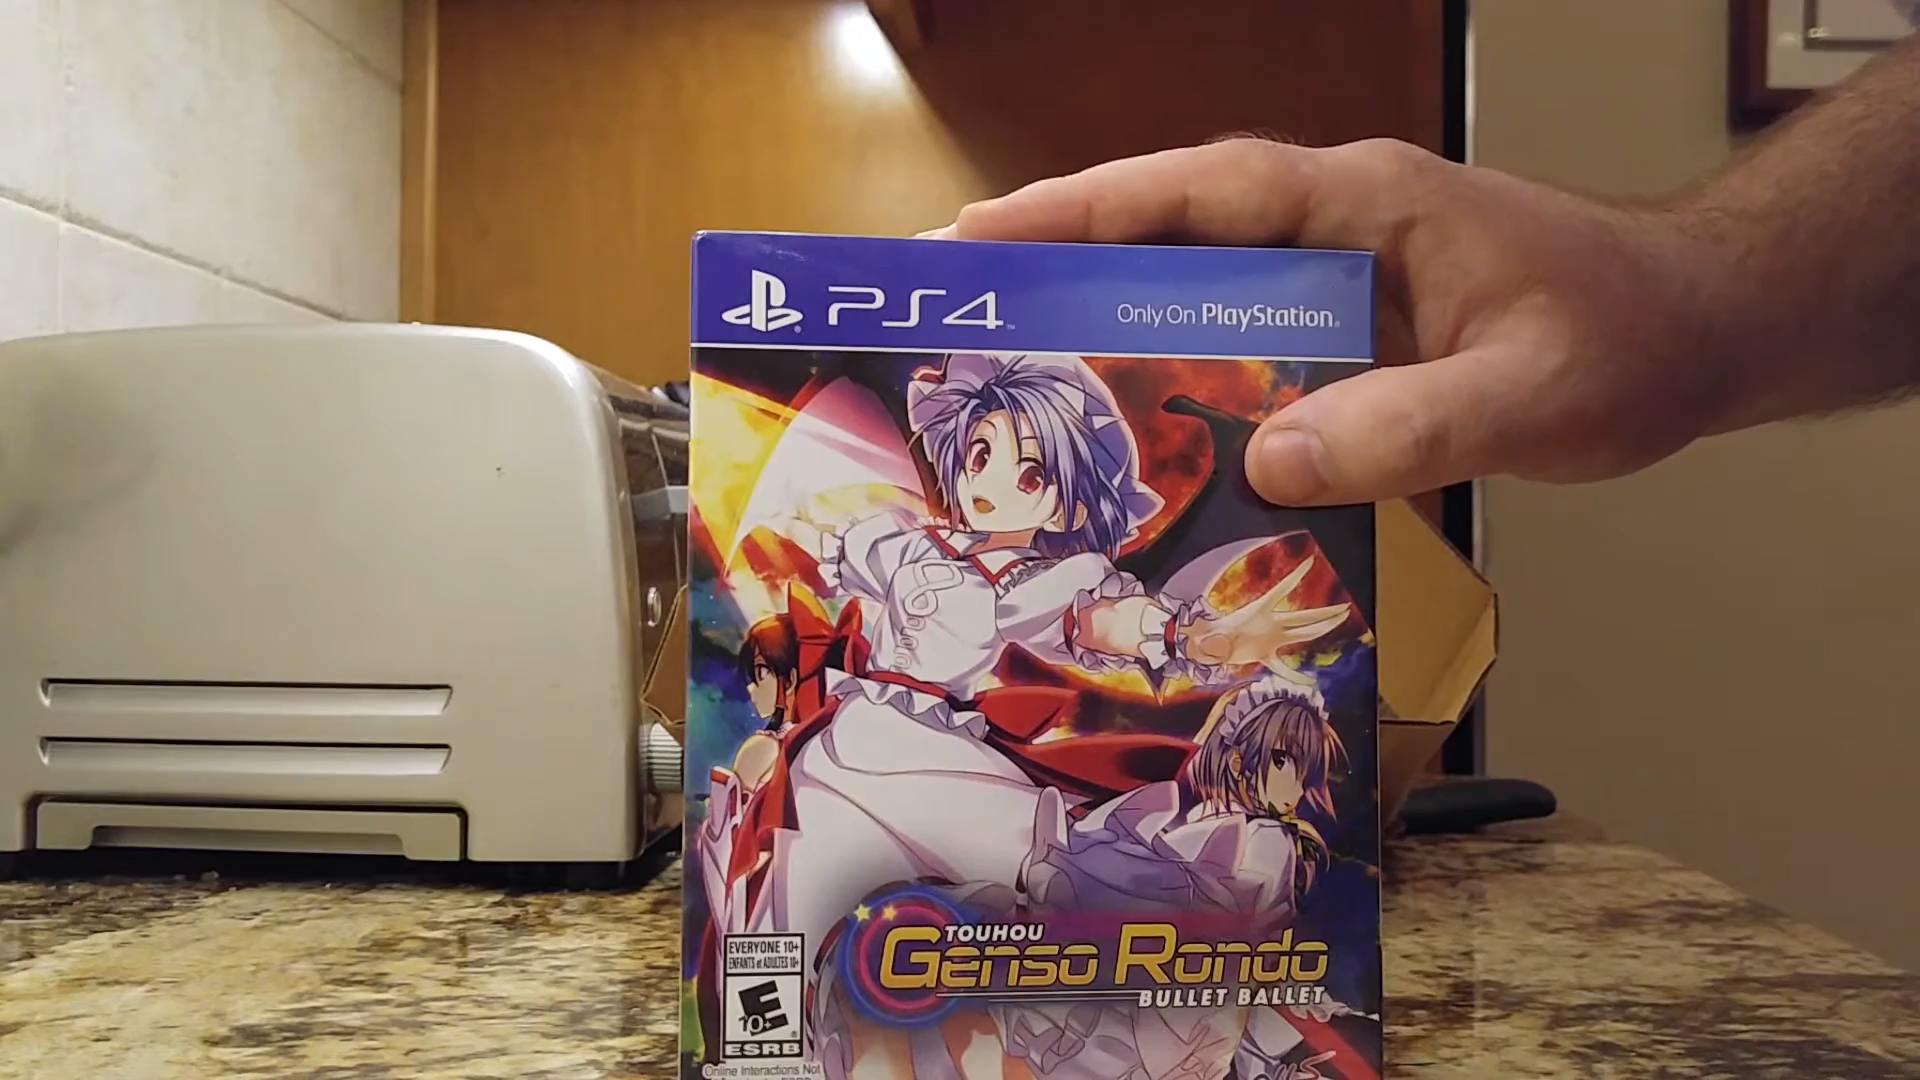 PS4
Only On PlayStation
TOUHOU
Genso Rondo
BULLET BALLET
EVERYONE 10+
ENFANTS et ADULTES 10+
E
10+
ESRB
Online Interactions Not